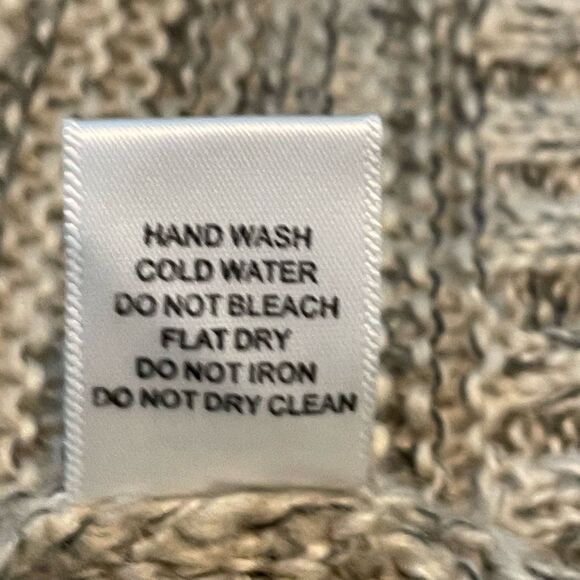 HAND WASH
COLD WATER
DO NOT BLEACH
FLAT DRY
DO NOT IRON
DO NOT DRY CLEAN